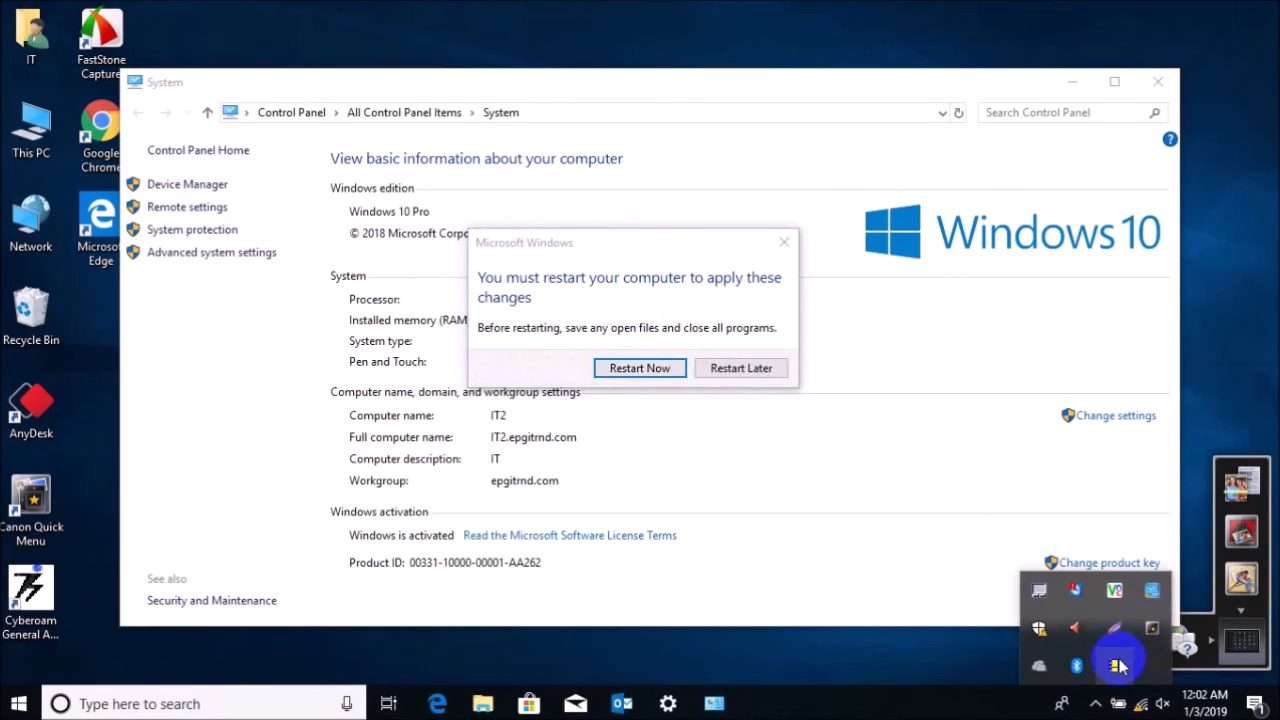 IT
FastStone
Capture
This PC
Google
Chrome
Network
Microso
Edge
Recycle Bin
AnyDesk
Canon Quick
Menu
Cyberoam
General A...
System
Control Panel
All Control Panel Items
System
Search Control Panel
Control Panel Home
Device Manager
Remote settings
System protection
Advanced system settings
See also
Security and Maintenance
View basic information about your computer
Windows edition
Windows 10 Pro
© 2018 Microsoft Corpo
Windows 10
System
Processor:
Installed memory (RAM
System type:
Pen and Touch:
Microsoft Windows
You must restart your computer to apply these
changes
Before restarting, save any open files and close all programs.
Restart Now
Restart Later
Computer name, domain, and workgroup settings
Computer name: IT2
Change settings
Full computer name: IT2.epgitrnd.com
Computer description: IT
Workgroup: epgitrnd.com
Windows activation
Windows is activated Read the Microsoft Software License Terms
Product ID: 00331-10000-00001-AA262
Change product key
Type here to search
12:02 AM
1/3/2019
1